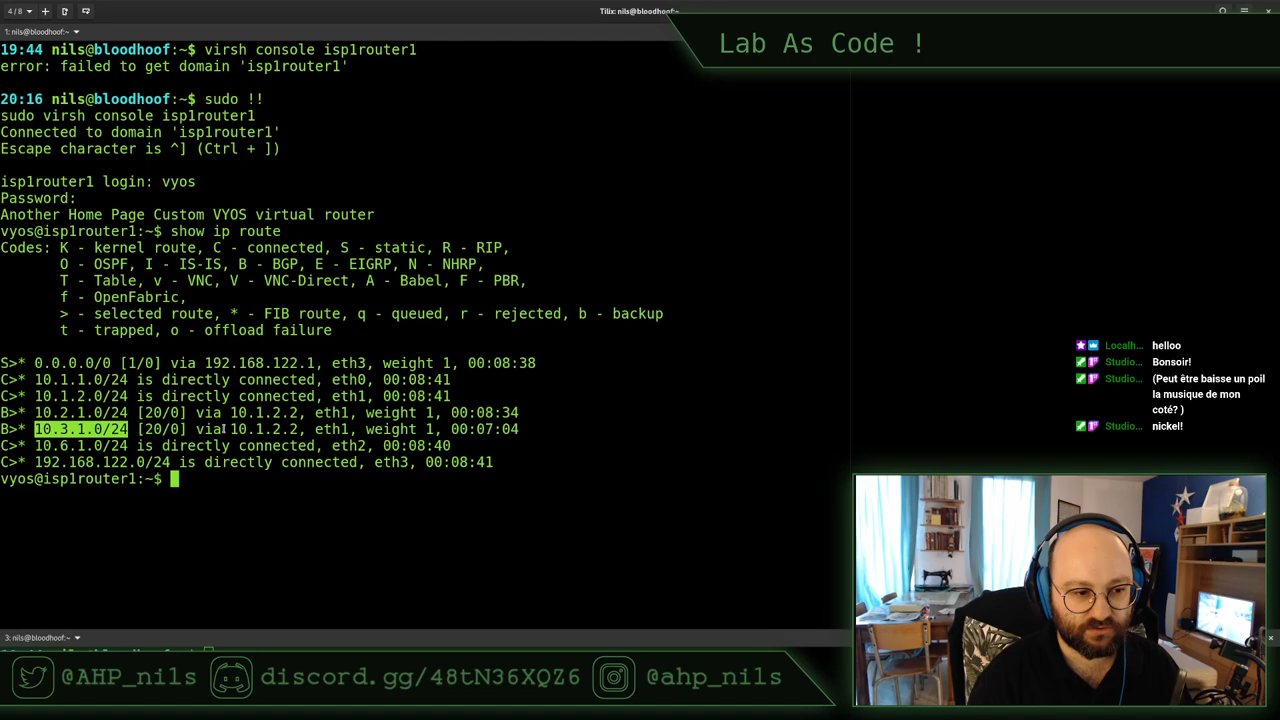 4 / 8
Tilix: nils@bloodhoof:~
1: nils@bloodhoof:~
Lab As Code !
19:44 nils@bloodhoof:~$ virsh console isp1router1
error: failed to get domain 'isp1router1'
20:16 nils@bloodhoof:~$ sudo !!
sudo virsh console isp1router1
Connected to domain 'isp1router1'
Escape character is ^] (Ctrl + ])
isp1router1 login: vyos
Password:
Another Home Page Custom VYOS virtual router
vyos@isp1router1:~$ show ip route
Codes: K - kernel route, C - connected, S - static, R - RIP,
O - OSPF, I - IS-IS, B - BGP, E - EIGRP, N - NHRP,
T - Table, v - VNC, V - VNC-Direct, A - Babel, F - PBR,
f - OpenFabric,
> - selected route, * - FIB route, q - queued, r - rejected, b - backup
t - trapped, o - offload failure
S>* 0.0.0.0/0 [1/0] via 192.168.122.1, eth3, weight 1, 00:08:38
C>* 10.1.1.0/24 is directly connected, eth0, 00:08:41
C>* 10.1.2.0/24 is directly connected, eth1, 00:08:41
B>* 10.2.1.0/24 [20/0] via 10.1.2.2, eth1, weight 1, 00:08:34
B>* 10.3.1.0/24 [20/0] via 10.1.2.2, eth1, weight 1, 00:07:04
C>* 10.6.1.0/24 is directly connected, eth2, 00:08:40
C>* 192.168.122.0/24 is directly connected, eth3, 00:08:41
vyos@isp1router1:~$
Localh... helloo
Studio... Bonsoir!
Studio... (Peut être baisse un poil
la musique de mon
coté? )
Studio... nickel!
3: nils@bloodhoof:~
@AHP_nils discord.gg/48tN36XQZ6 @ahp_nils